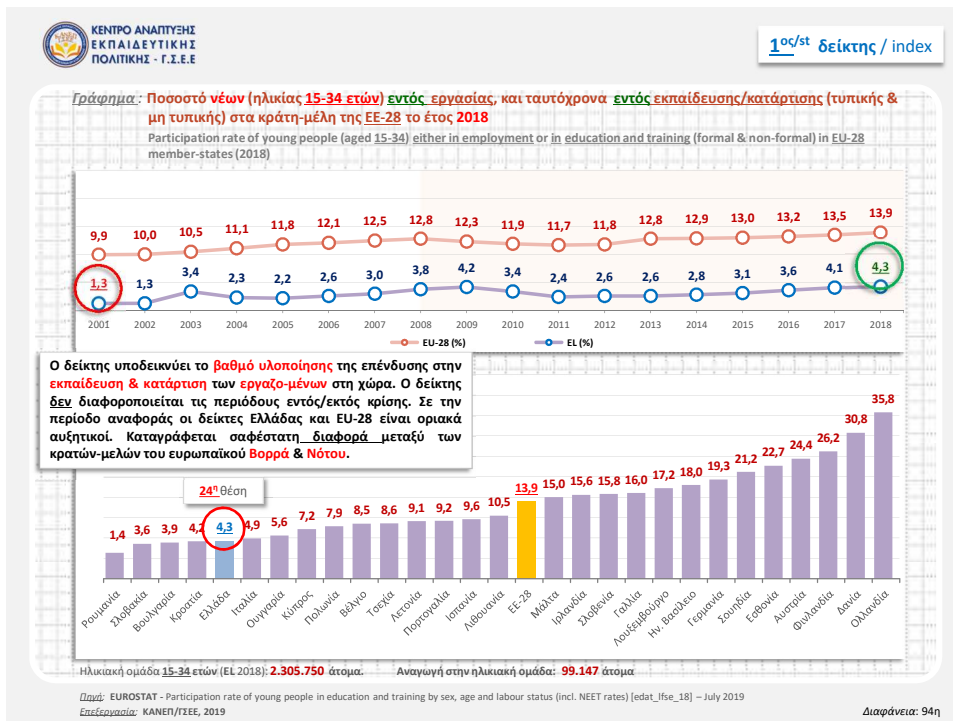 ΚΕΝΤΡΟ ΑΝΑΠΤΥΞΗΣ
ΕΚΠΑΙΔΕΥΤΙΚΗΣ
ΠΟΛΙΤΙΚΗΣ - Γ.Σ.Ε.Ε
1ος/st δείκτης / index
Γράφημα : Ποσοστό νέων (ηλικίας 15-34 ετών) εντός εργασίας, και ταυτόχρονα εντός εκπαίδευσης/κατάρτισης (τυπικής &
μη τυπικής) στα κράτη-μέλη της ΕΕ-28 το έτος 2018
Participation rate of young people (aged 15-34) either in employment or in education and training (formal & non-formal) in EU-28
member-states (2018)
9,9 10,0 10,5 11,1 11,8 12,1 12,5 12,8 12,3 11,9 11,7 11,8 12,8 12,9 13,0 13,2 13,5 13,9
1,3 1,3 3,4 2,3 2,2 2,6 3,0 3,8 4,2 3,4 2,4 2,6 2,6 2,8 3,1 3,6 4,1 4,3
2001 2002 2003 2004 2005 2006 2007 2008 2009 2010 2011 2012 2013 2014 2015 2016 2017 2018
EU-28 (%) EL (%)
Ο δείκτης υποδεικνύει το βαθμό υλοποίησης της επένδυσης στην
εκπαίδευση & κατάρτιση των εργαζο-μένων στη χώρα. Ο δείκτης
δεν διαφοροποιείται τις περιόδους εντός/εκτός κρίσης. Σε την
περίοδο αναφοράς οι δείκτες Ελλάδας και EU-28 είναι οριακά
αυξητικοί. Καταγράφεται σαφέστατη διαφορά μεταξύ των
κρατών-μελών του ευρωπαϊκού Βορρά & Νότου.
24η θέση
1,4 3,6 3,9 4,2 4,3 4,9 5,6 7,2 7,9 8,5 8,6 9,1 9,2 9,6 10,5 13,9 15,0 15,6 15,8 16,0 17,2 18,0 19,3 21,2 22,7 24,4 26,2 30,8 35,8
Ρουμανία Σλοβακία Βουλγαρία Κροατία Ελλάδα Ιταλία Ουγγαρία Κύπρος Πολωνία Βέλγιο Τσεχία Λετονία Πορτογαλία Ισπανία Λιθουανία ΕΕ-28 Μάλτα Ιρλανδία Σλοβενία Γαλλία Λουξεμβούργο Ην. Βασίλειο Γερμανία Σουηδία Εσθονία Αυστρία Φινλανδία Δανία Ολλανδία
Ηλικιακή ομάδα 15-34 ετών (EL 2018): 2.305.750 άτομα. Αναγωγή στην ηλικιακή ομάδα: 99.147 άτομα
Πηγή: EUROSTAT - Participation rate of young people in education and training by sex, age and labour status (incl. NEET rates) [edat_lfse_18] – July 2019
Επεξεργασία: ΚΑΝΕΠ/ΓΣΕΕ, 2019
Διαφάνεια: 94η